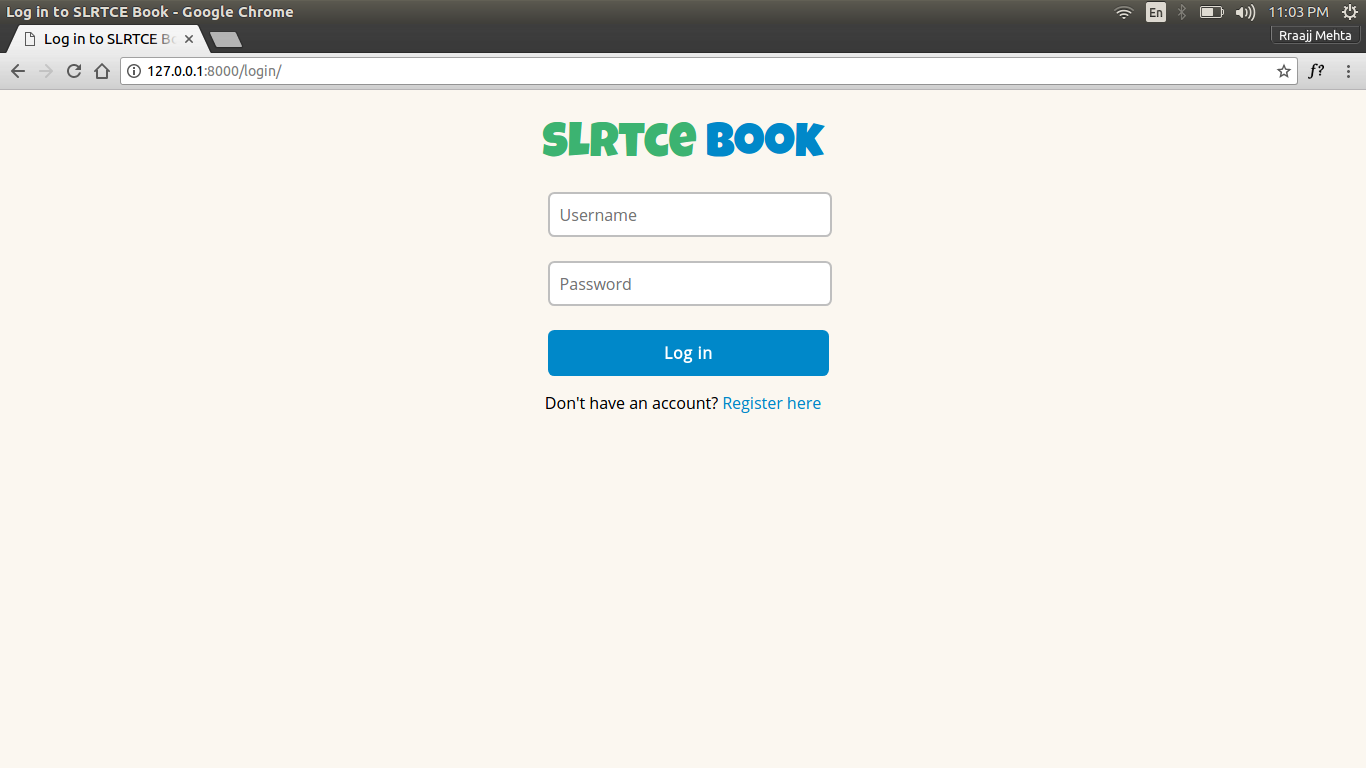 Log in to SLRTCE Book - Google Chrome
En
11:03 PM
Log in to SLRTCE Bo
Rraajj Mehta
127.0.0.1:8000/login/
f?
SLRTCe BOOK
Username
Password
Log in
Don't have an account? Register here